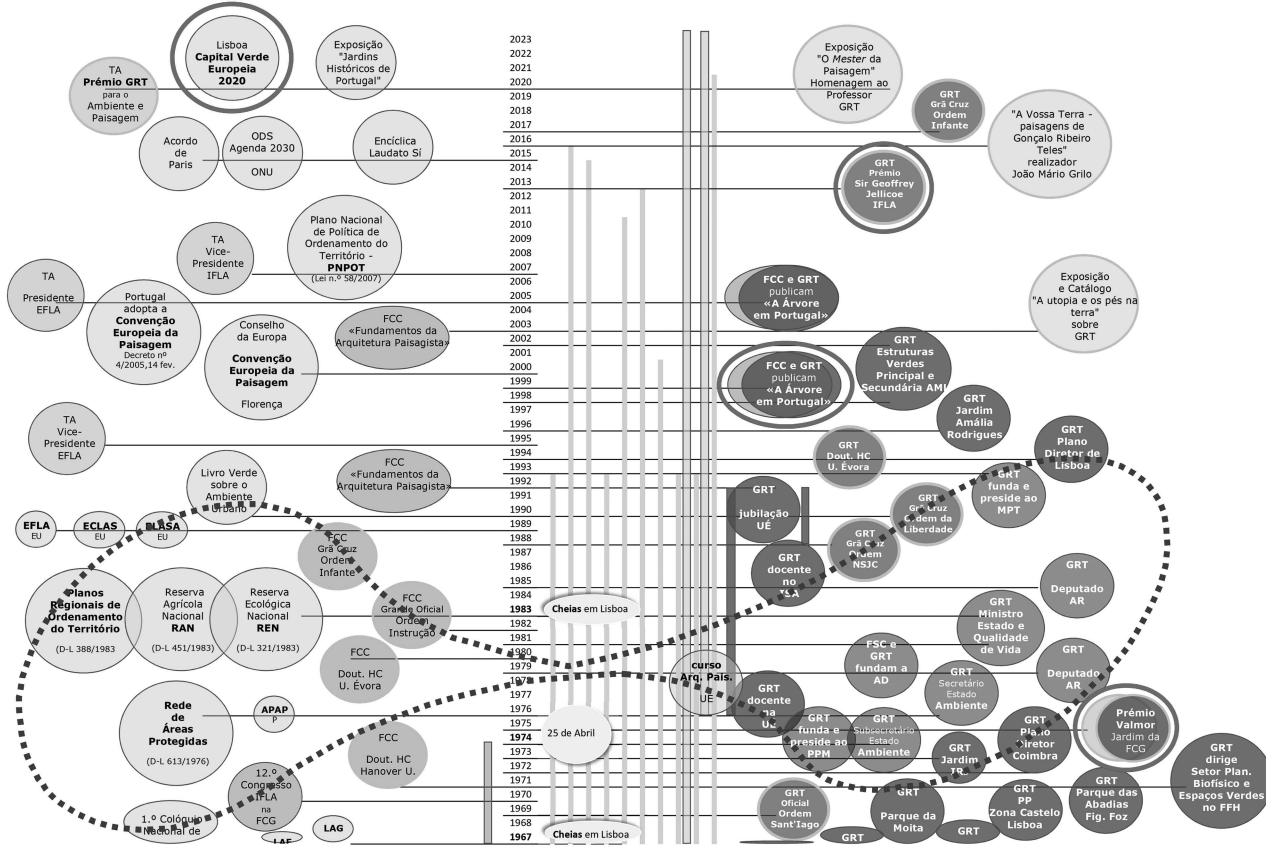 Lisboa
Capital Verde
Europeia
2020
Exposição
"Jardins
Históricos de
Portugal"
TA
Prémio GRT
para o
Ambiente e
Paisagem
Acordo
de
Paris
ODS
Agenda 2030
ONU
Encíclica
Laudato Sí
TA
Vice-
Presidente
IFLA
Plano Nacional
de Política de
Ordenamento do
Território -
PNPOT
(Lei n.º 58/2007)
TA
Presidente
EFLA
Portugal
adopta a
Convenção
Europeia da
Paisagem
Decreto nº
4/2005,14 fev.
Conselho
da Europa
Convenção
Europeia da
Paisagem
Florença
FCC
«Fundamentos da
Arquitetura Paisagista»
TA
Vice-
Presidente
EFLA
Livro Verde
sobre o
Ambiente
Urbano
FCC
«Fundamentos da
Arquitetura Paisagista»
EFLA
EU
ECLAS
EU
ELASA
EU
FCC
Grã Cruz
Ordem
Infante
Planos
Regionais de
Ordenamento
do Território
(D-L 388/1983
Reserva
Agrícola
Nacional
RAN
(D-L 451/1983)
Reserva
Ecológica
Nacional
REN
(D-L 321/1983)
FCC
Grande Oficial
Ordem
Instrução
FCC
Dout. HC
U. Évora
Rede
de
Áreas
Protegidas
(D-L 613/1976)
APAP
P
FCC
Dout. HC
Hanover U.
12.º
Congresso
IFLA
na
FCG
1.º Colóquio
Nacional de
LAE
LAG
2023
2022
2021
2020
2019
2018
2017
2016
2015
2014
2013
2012
2011
2010
2009
2008
2007
2006
2005
2004
2003
2002
2001
2000
1999
1998
1997
1996
1995
1994
1993
1992
1991
1990
1989
1988
1987
1986
1985
1984
1983
1982
1981
1980
1979
1978
1977
1976
1975
1974
1973
1972
1971
1970
1969
1968
1967
Cheias em Lisboa
25 de Abril
Cheias em Lisboa
curso
Arq. Pais.
UE
Exposição
"O Mester da
Paisagem"
Homenagem ao
Professor
GRT
GRT
Grã Cruz
Ordem
Infante
"A Vossa Terra -
paisagens de
Gonçalo Ribeiro
Teles"
realizador
João Mário Grilo
GRT
Prémio
Sir Geoffrey
Jellicoe
IFLA
FCC e GRT
publicam
«A Árvore
em Portugal»
Exposição
e Catálogo
"A utopia e os pés na
terra"
sobre
GRT
FCC e GRT
publicam
«A Árvore
em Portugal»
GRT
Estruturas
Verdes
Principal e
Secundária AML
GRT
Jardim
Amália
Rodrigues
GRT
Plano
Diretor de
Lisboa
GRT
Dout. HC
U. Évora
GRT
funda e
preside ao
MPT
GRT
jubilação
UÉ
GRT
Grã Cruz
Ordem da
Liberdade
GRT
Grã Cruz
Ordem
NSJC
GRT
docente
no
ISA
GRT
Deputado
AR
GRT
Ministro
Estado e
Qualidade
de Vida
FSC e
GRT
fundam a
AD
GRT
Secretário
Estado
Ambiente
GRT
Deputado
AR
GRT
docente
na
UE
GRT
funda e
preside ao
PPM
GRT
Subsecretário
Estado
Ambiente
GRT
Jardim
GRT
Plano
Diretor
Coimbra
Prémio
Valmor
Jardim da
FCG
GRT
dirige
Setor Plan.
Biofísico e
Espaços Verdes
no FFH
GRT
Oficial
Ordem
Sant'Iago
GRT
Parque da
Moita
GRT
PP
Zona Castelo
Lisboa
GRT
Parque das
Abadias
Fig. Foz
GRT
GRT